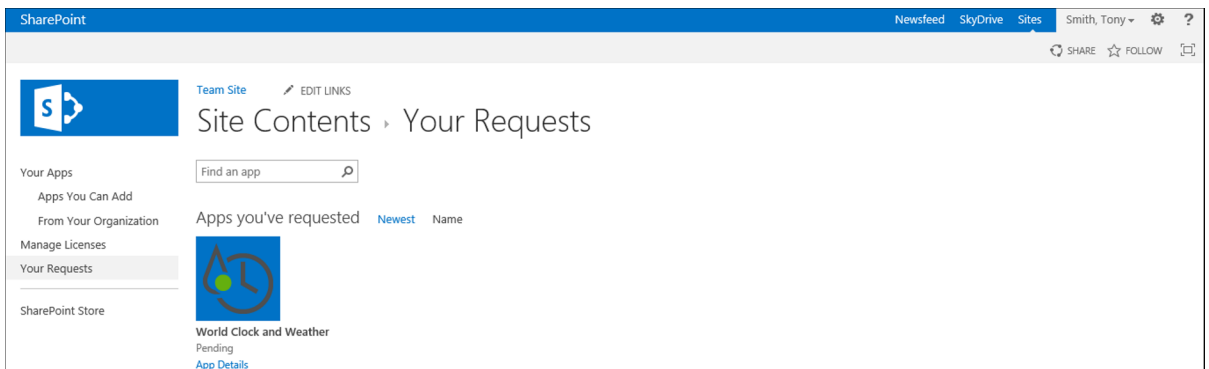 SharePoint
Newsfeed SkyDrive Sites Smith, Tony ?
SHARE FOLLOW
S
Team Site EDIT LINKS
Site Contents Your Requests
Find an app
Your Apps
Apps You Can Add
From Your Organization
Manage Licenses
Your Requests
SharePoint Store
Apps you've requested Newest Name
World Clock and Weather
Pending
App Details